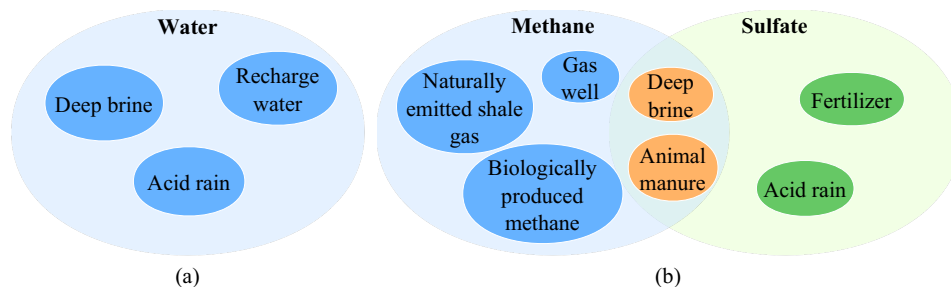 Water
Deep brine
Recharge
water
Acid rain
(a)
Methane
Sulfate
Naturally
emitted shale
gas
Gas
well
Biologically
produced
methane
Deep
brine
Animal
manure
Fertilizer
Acid rain
(b)